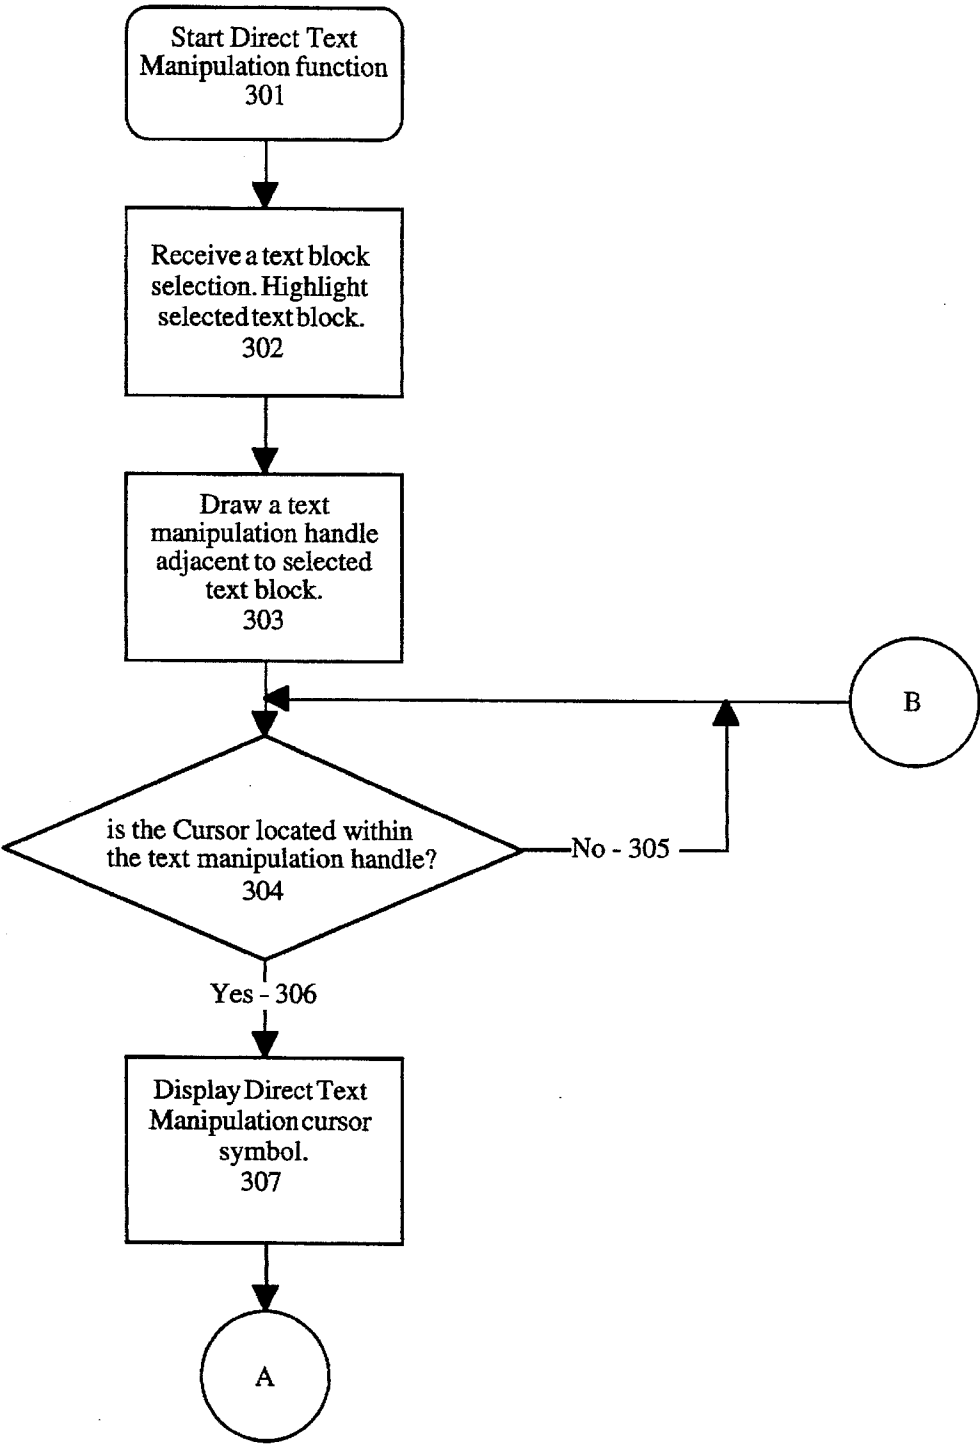 Start Direct Text
Manipulation function
301
Receive a text block
selection. Highlight
selected text block.
302
Draw a text
manipulation handle
adjacent to selected
text block.
303
B
is the Cursor located within
the text manipulation handle?
304
No - 305
Yes - 306
Display Direct Text
Manipulation cursor
symbol.
307
A